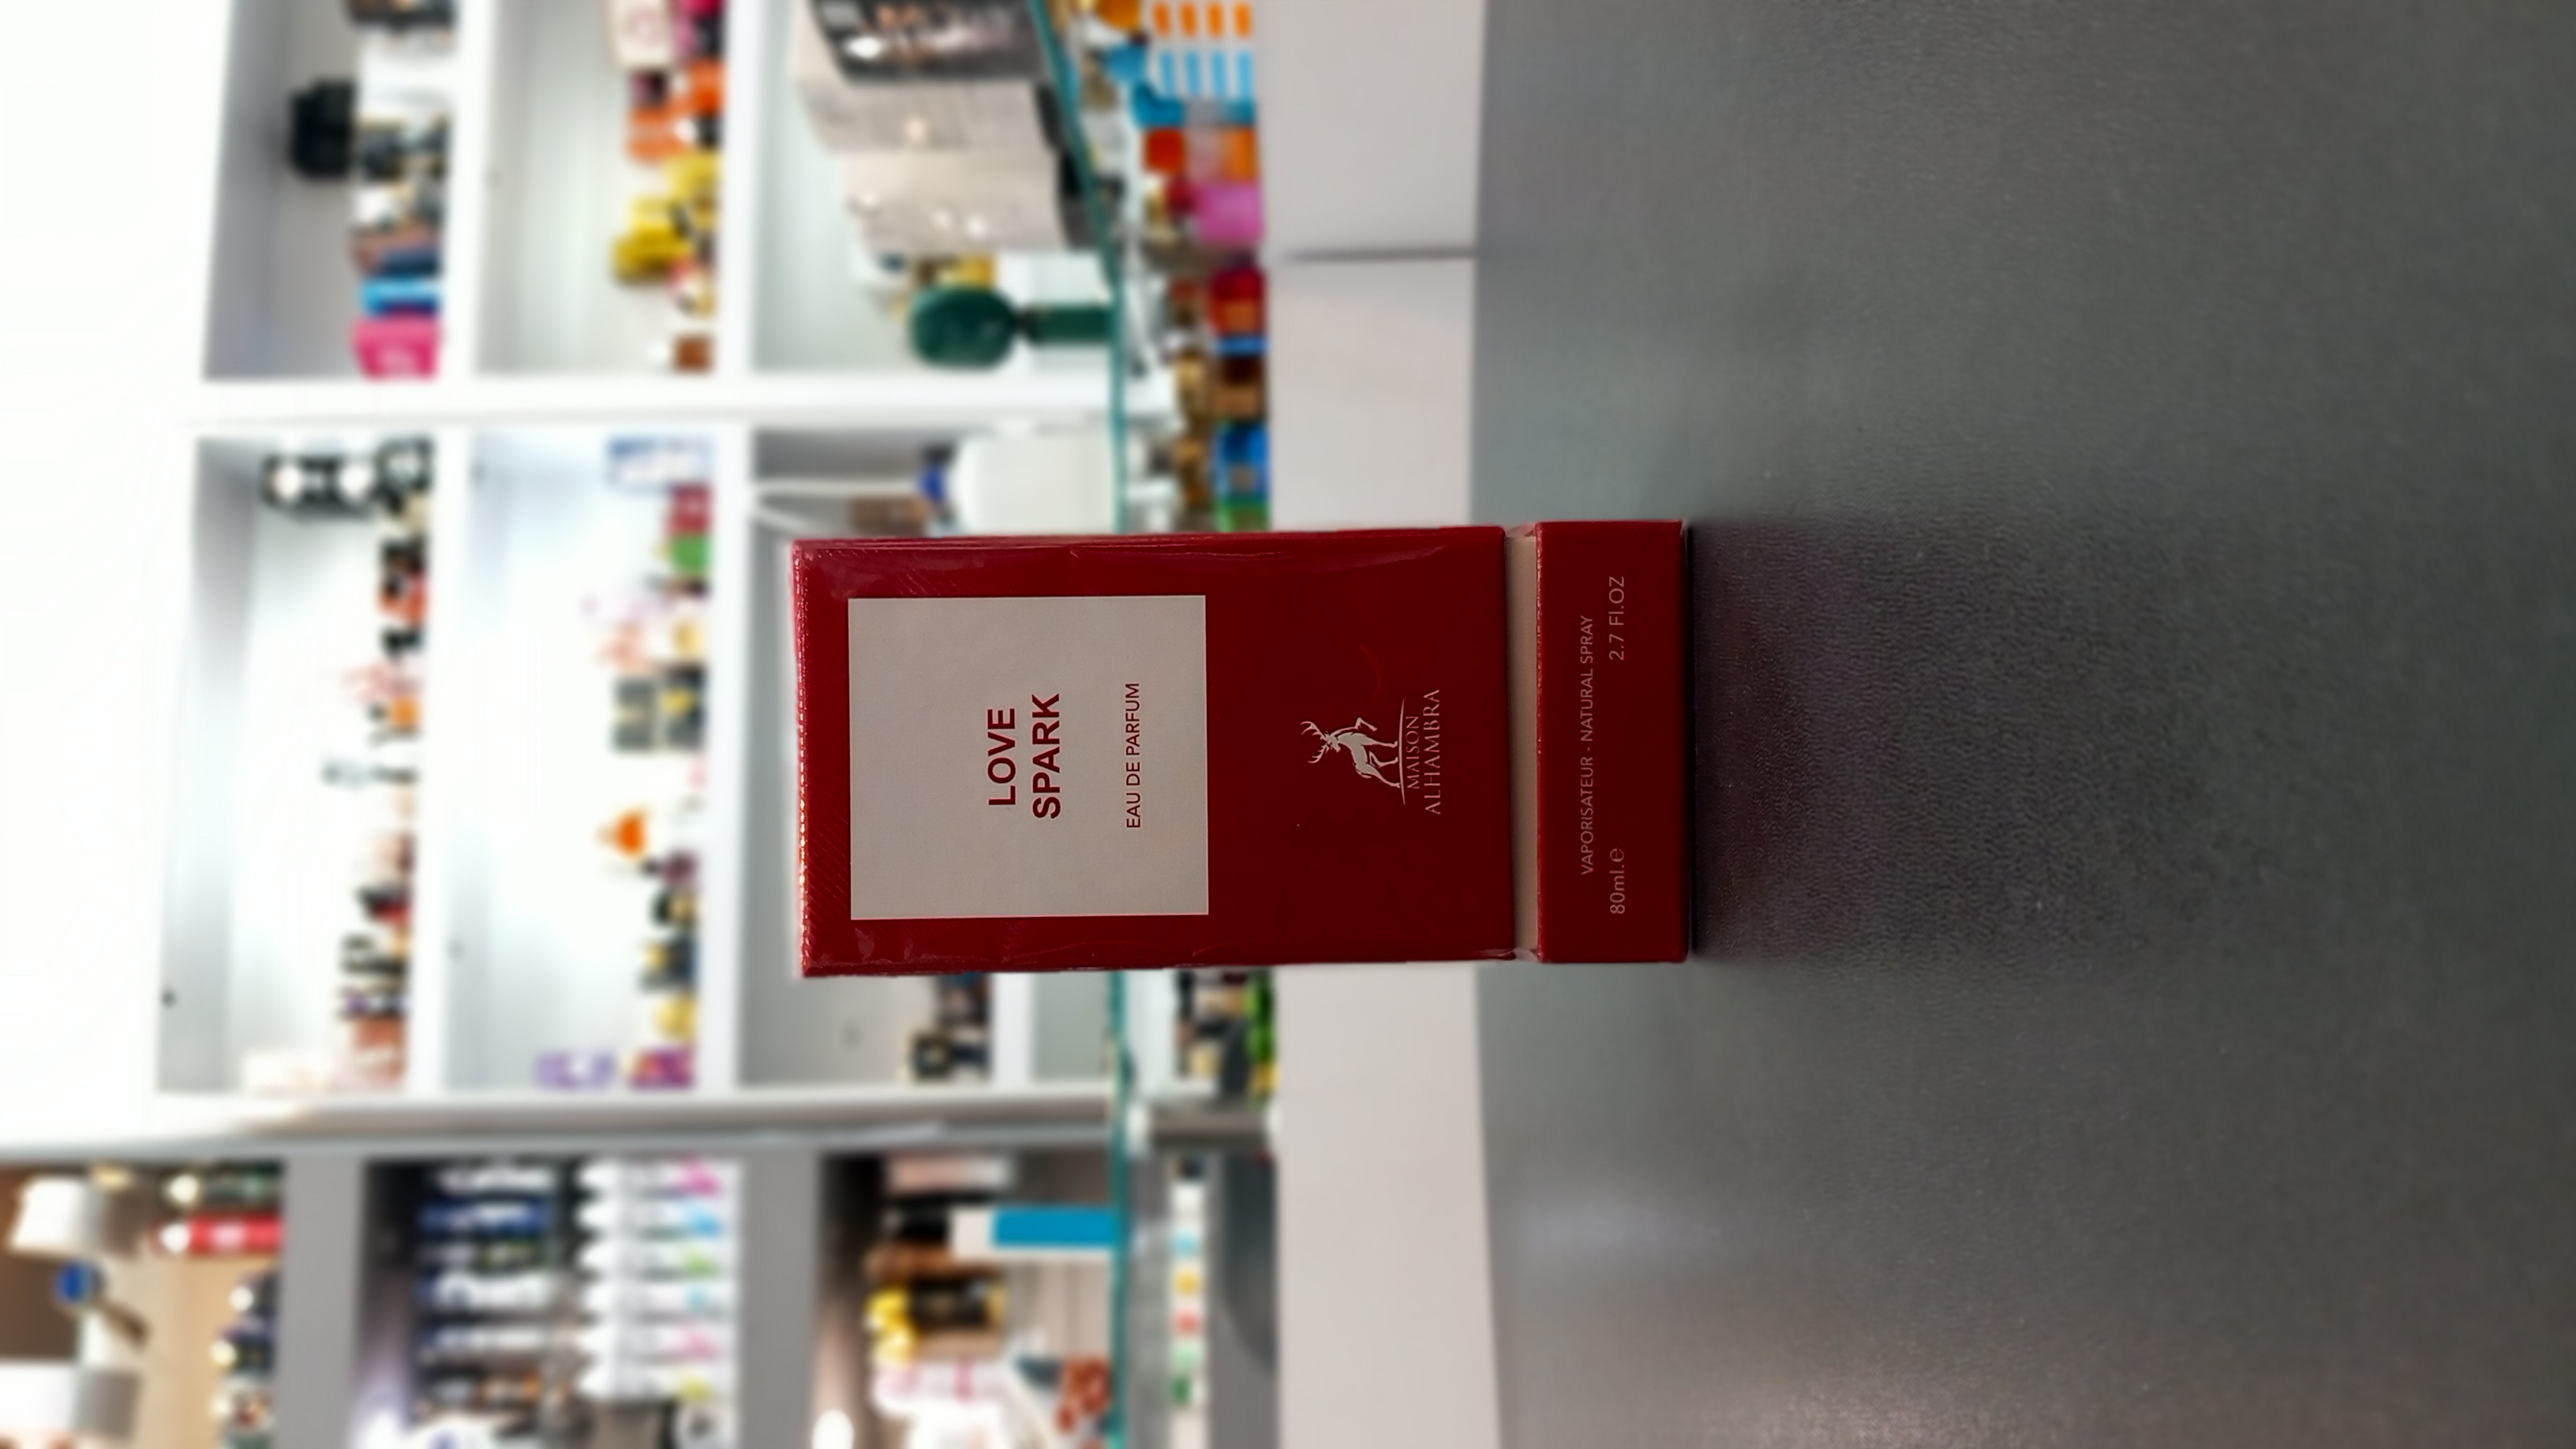 LOVE
SPARK
EAU DE PARFUM
MAISON
ALHAMBRA
VAPORISATEUR - NATURAL SPRAY
80ml.℮ 2.7 Fl.OZ